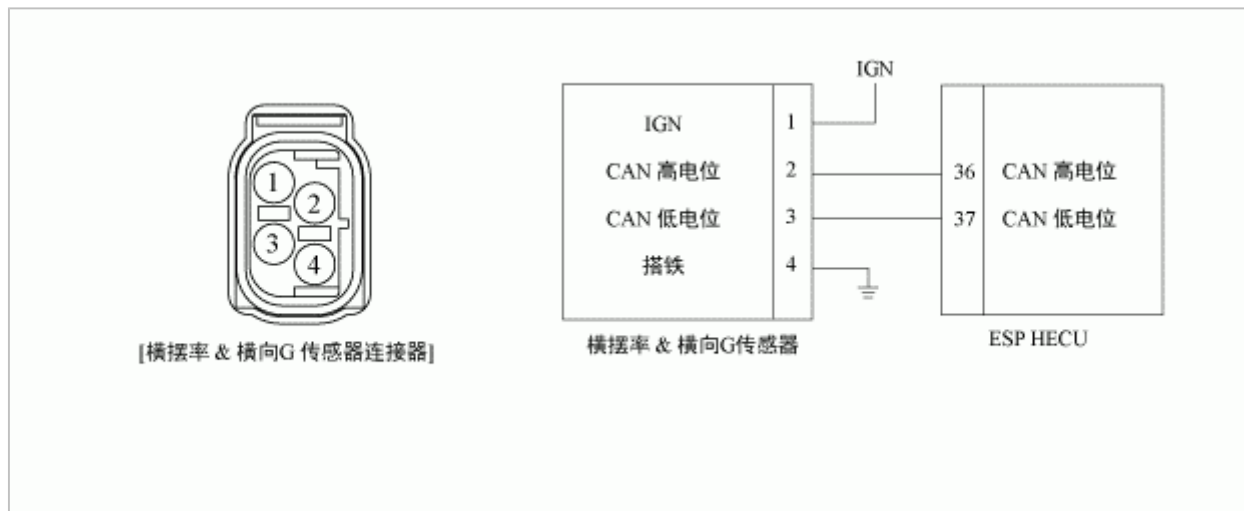 1
2
3
4
[横摆率 & 横向G 传感器连接器]
IGN
IGN 1
CAN 高电位 2
CAN 低电位 3
搭铁 4
横摆率 & 横向G传感器
36 CAN 高电位
37 CAN 低电位
ESP HECU